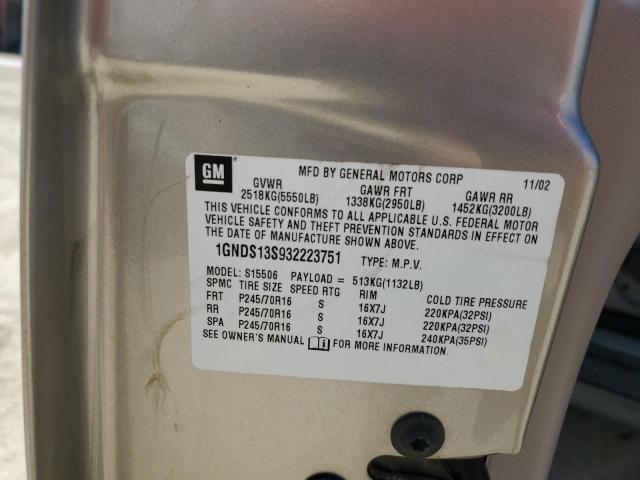 GM
MFD BY GENERAL MOTORS CORP 11/02
GVWR GAWR FRT GAWR RR
2518KG(5550LB) 1338KG(2950LB) 1452KG(3200LB)
THIS VEHICLE CONFORMS TO ALL APPLICABLE U.S. FEDERAL MOTOR
VEHICLE SAFETY AND THEFT PREVENTION STANDARDS IN EFFECT ON
THE DATE OF MANUFACTURE SHOWN ABOVE.
1GNDS13S932223751 TYPE: M.P.V.
MODEL: S15506 PAYLOAD = 513KG(1132LB)
SPMC TIRE SIZE SPEED RTG RIM COLD TIRE PRESSURE
FRT P245/70R16 S 16X7J 220KPA(32PSI)
RR P245/70R16 S 16X7J 220KPA(32PSI)
SPA P245/70R16 S 16X7J 240KPA(35PSI)
SEE OWNER'S MANUAL FOR MORE INFORMATION.